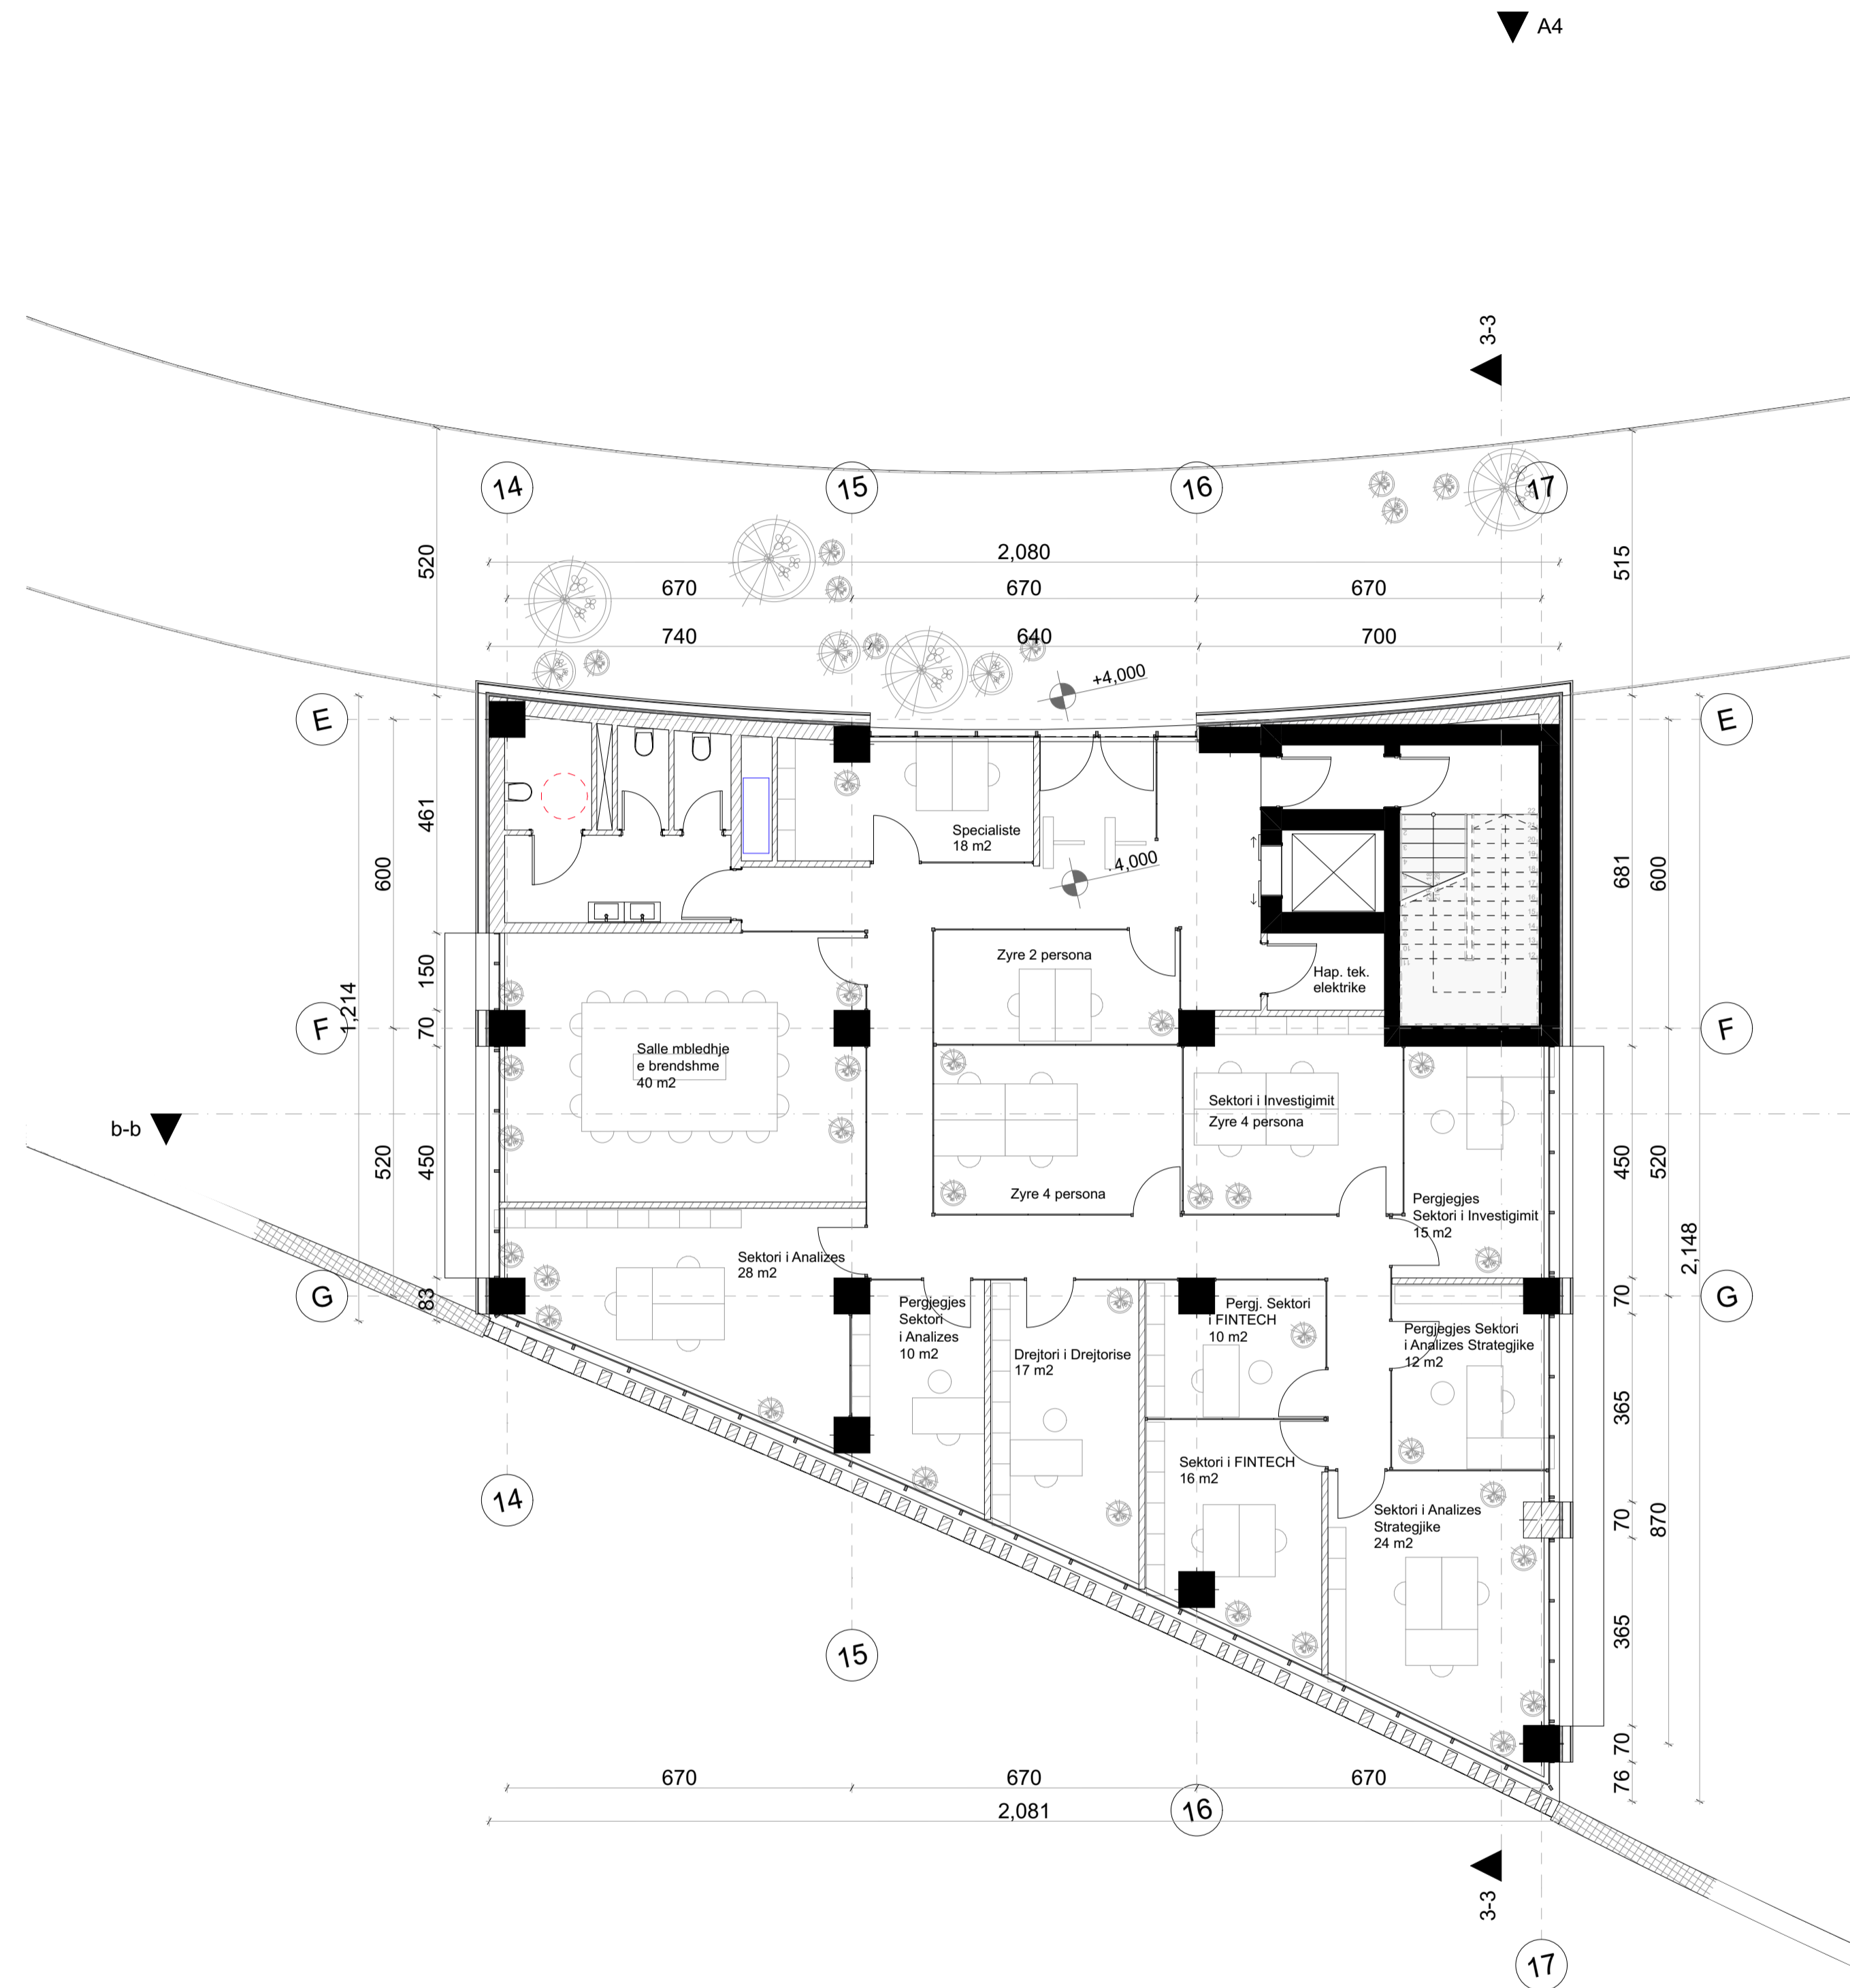 A4
3-3
14
15
16
17
520
2,080
515
670
670
670
740
640
700
+4,000
E
E
461
600
Specialiste
18 m2
4,000
681
600
150
1,214
Zyre 2 persona
Hap. tek.
elektrike
F
70
F
Salle mbledhje
e brendshme
40 m2
Sektori i Investigimit
Zyre 4 persona
b-b
520
450
450
520
Zyre 4 persona
Pergjegjes
Sektori i Investigimit
15 m2
2,148
Sektori i Analizes
28 m2
G
83
70
G
Pergjegjes
Sektori
i Analizes
10 m2
Pergj. Sektori
i FINTECH
10 m2
Drejtori i Drejtorise
17 m2
Pergjegjes Sektori
i Analizes Strategjike
12 m2
365
Sektori i FINTECH
16 m2
14
Sektori i Analizes
Strategjike
24 m2
70
870
365
15
70
670
670
670
76
2,081
16
3-3
17